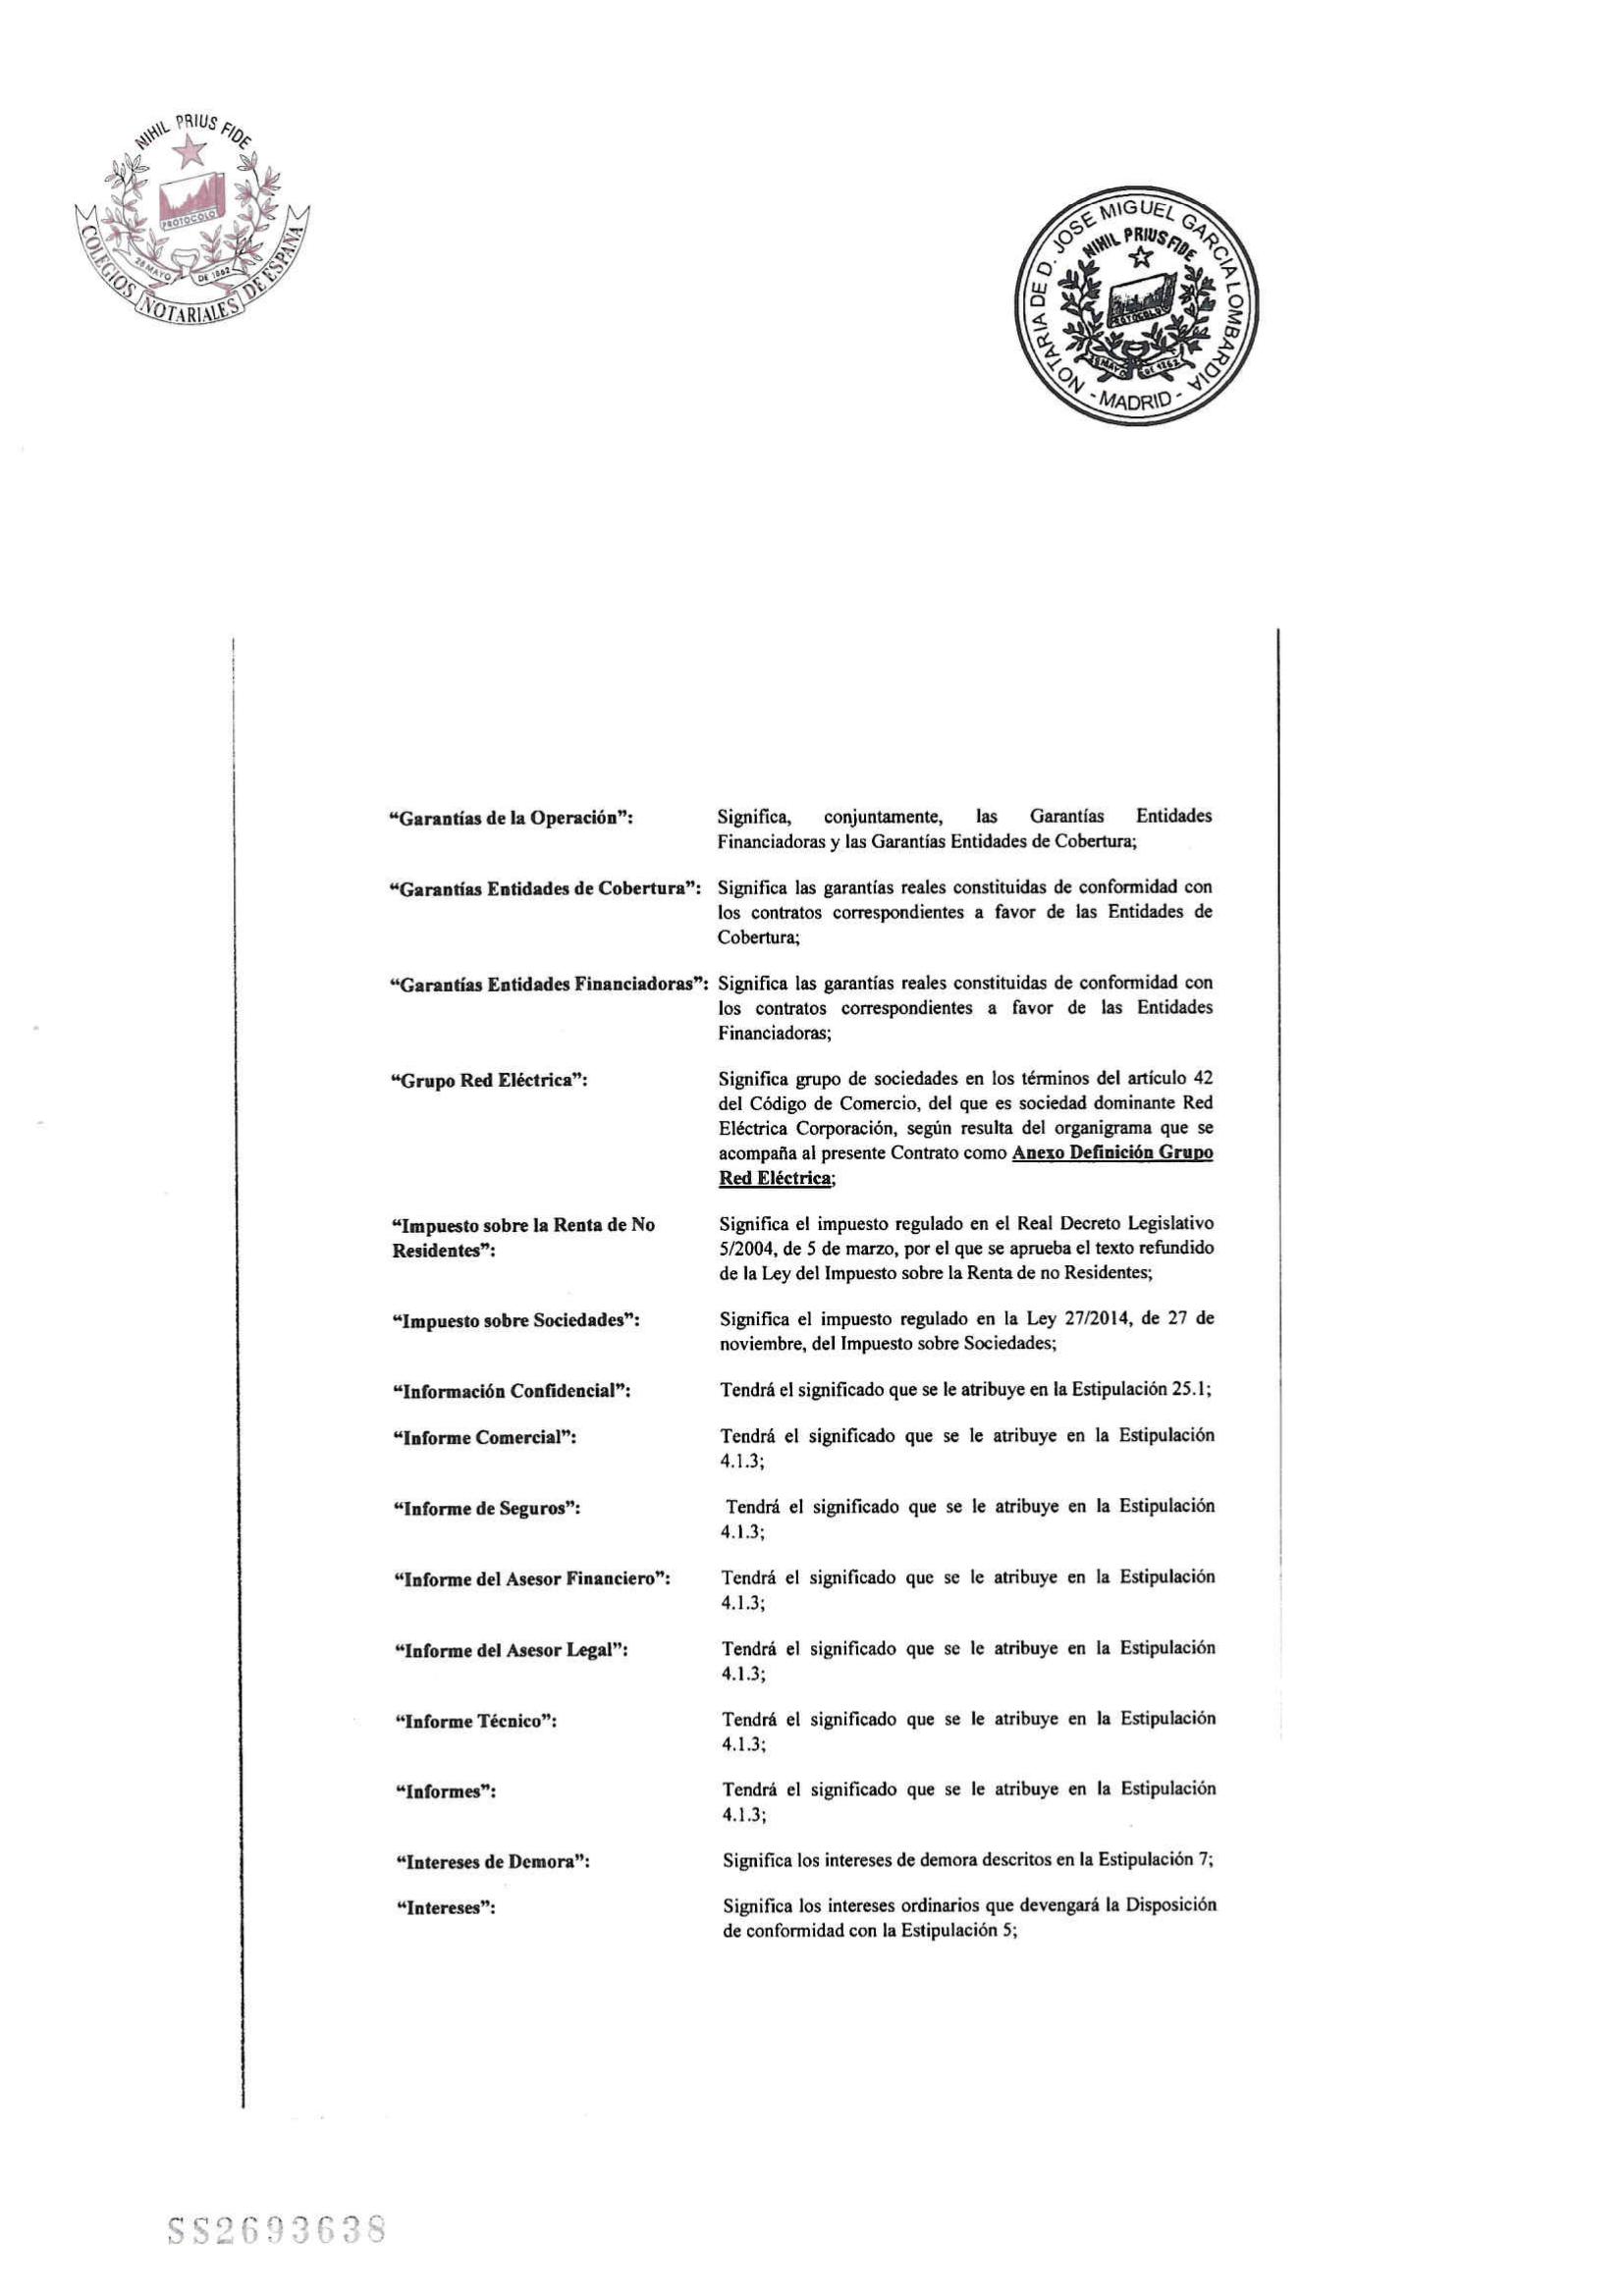 NIHIL PRIUS FIDE
PROTOCOLO
28 MAYO DE 1862
COLEGIOS NOTARIALES DE ESPAÑA
NOTARIA DE D. JOSE MIGUEL GARCIA LOMBARDIA
NIHIL PRIUS FIDE
PROTOCOLO
28 MAYO DE 1862
- MADRID -
“Garantías de la Operación”: Significa, conjuntamente, las Garantías Entidades
Financiadoras y las Garantías Entidades de Cobertura;
“Garantías Entidades de Cobertura”: Significa las garantías reales constituidas de conformidad con
los contratos correspondientes a favor de las Entidades de
Cobertura;
“Garantías Entidades Financiadoras”: Significa las garantías reales constituidas de conformidad con
los contratos correspondientes a favor de las Entidades
Financiadoras;
“Grupo Red Eléctrica”: Significa grupo de sociedades en los términos del artículo 42
del Código de Comercio, del que es sociedad dominante Red
Eléctrica Corporación, según resulta del organigrama que se
acompaña al presente Contrato como Anexo Definición Grupo
Red Eléctrica;
“Impuesto sobre la Renta de No Significa el impuesto regulado en el Real Decreto Legislativo
Residentes”: 5/2004, de 5 de marzo, por el que se aprueba el texto refundido
de la Ley del Impuesto sobre la Renta de no Residentes;
“Impuesto sobre Sociedades”: Significa el impuesto regulado en la Ley 27/2014, de 27 de
noviembre, del Impuesto sobre Sociedades;
“Información Confidencial”: Tendrá el significado que se le atribuye en la Estipulación 25.1;
“Informe Comercial”: Tendrá el significado que se le atribuye en la Estipulación
4.1.3;
“Informe de Seguros”: Tendrá el significado que se le atribuye en la Estipulación
4.1.3;
“Informe del Asesor Financiero”: Tendrá el significado que se le atribuye en la Estipulación
4.1.3;
“Informe del Asesor Legal”: Tendrá el significado que se le atribuye en la Estipulación
4.1.3;
“Informe Técnico”: Tendrá el significado que se le atribuye en la Estipulación
4.1.3;
“Informes”: Tendrá el significado que se le atribuye en la Estipulación
4.1.3;
“Intereses de Demora”: Significa los intereses de demora descritos en la Estipulación 7;
“Intereses”: Significa los intereses ordinarios que devengará la Disposición
de conformidad con la Estipulación 5;
SS2693638